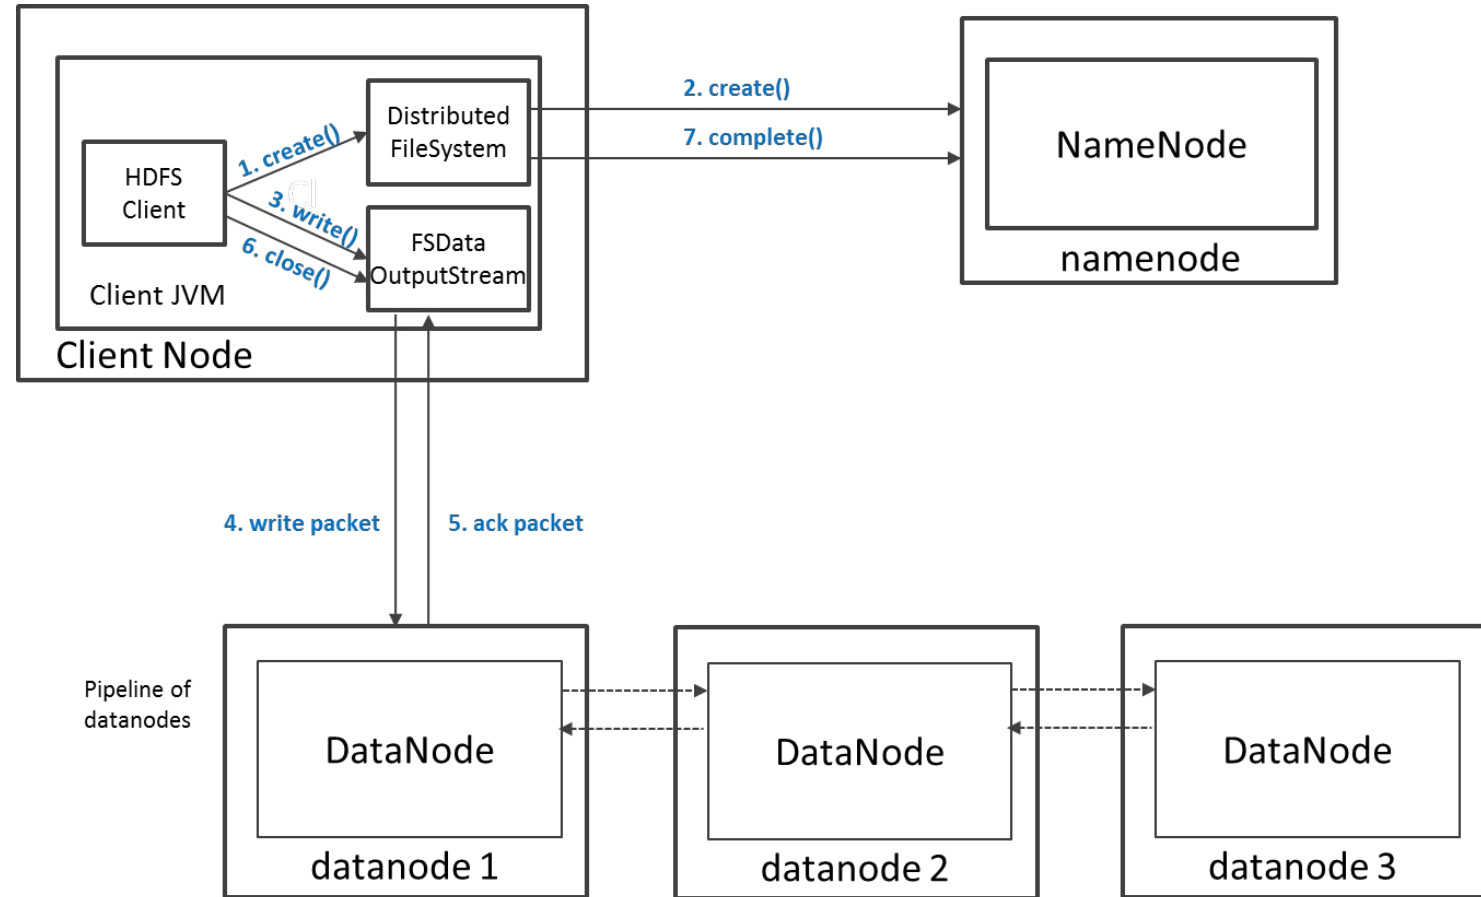 2. create()
Distributed
FileSystem
7. complete()
NameNode
1. create()
HDFS
Client
3. write()
FSData
OutputStream
6. close()
namenode
Client JVM
Client Node
4. write packet
5. ack packet
Pipeline of
datanodes
DataNode
DataNode
DataNode
datanode 1
datanode 2
datanode 3